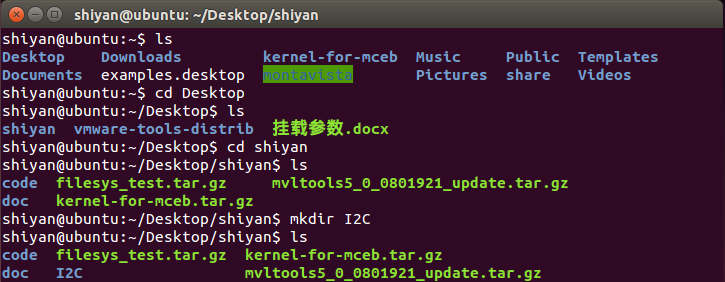 shiyan@ubuntu: ~/Desktop/shiyan
shiyan@ubuntu:~$ ls
Desktop    Downloads         kernel-for-mceb  Music     Public  Templates
Documents  examples.desktop  montavista       Pictures  share   Videos
shiyan@ubuntu:~$ cd Desktop
shiyan@ubuntu:~/Desktop$ ls
shiyan  vmware-tools-distrib  挂载参数.docx
shiyan@ubuntu:~/Desktop$ cd shiyan
shiyan@ubuntu:~/Desktop/shiyan$ ls
code  filesys_test.tar.gz     mvltools5_0_0801921_update.tar.gz
doc   kernel-for-mceb.tar.gz
shiyan@ubuntu:~/Desktop/shiyan$ mkdir I2C
shiyan@ubuntu:~/Desktop/shiyan$ ls
code  filesys_test.tar.gz  kernel-for-mceb.tar.gz
doc   I2C                  mvltools5_0_0801921_update.tar.gz